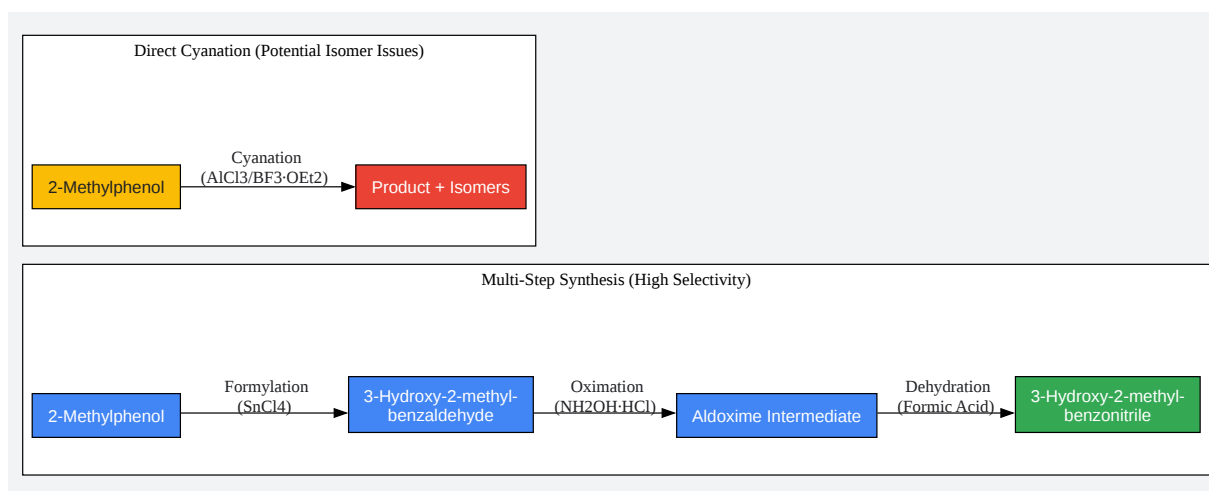 Direct Cyanation (Potential Isomer Issues)
Cyanation
(AlCl3/BF3·OEt2)
2-Methylphenol
Product + Isomers
Multi-Step Synthesis (High Selectivity)
Formylation
(SnCl4)
Oximation
(NH2OH·HCl)
Dehydration
(Formic Acid)
2-Methylphenol
3-Hydroxy-2-methyl-
benzaldehyde
Aldoxime Intermediate
3-Hydroxy-2-methyl-
benzonitrile